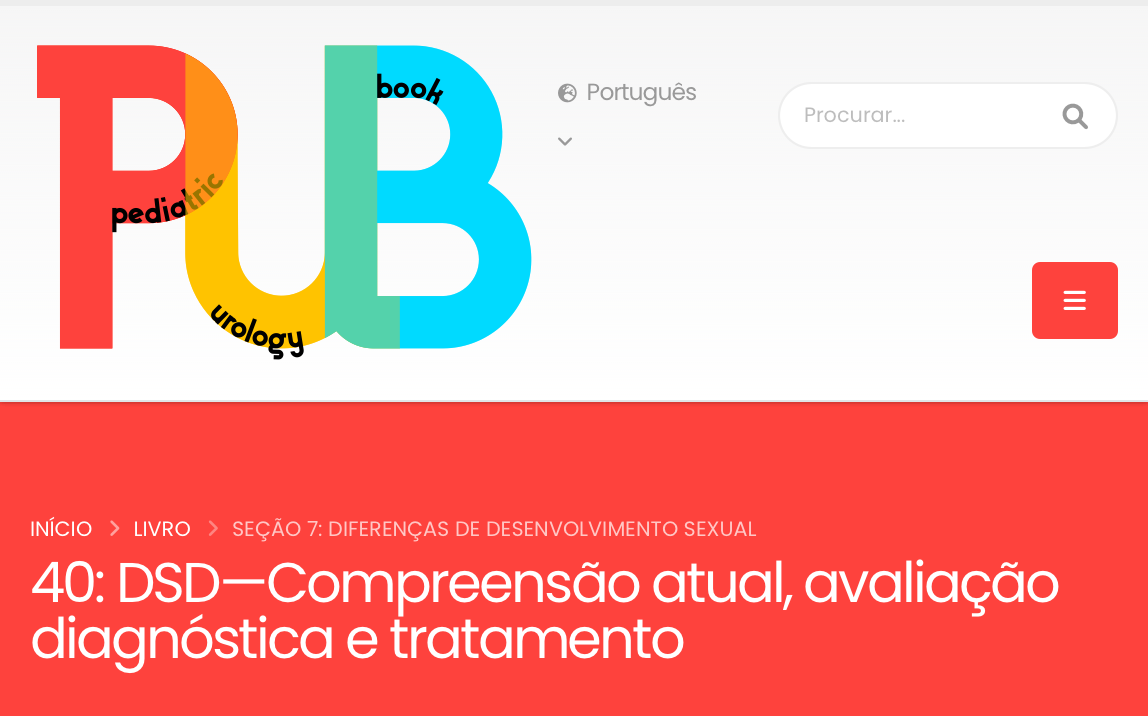 PUB
pediatric
urology
book
Português
Procurar...
INÍCIO > LIVRO > SEÇÃO 7: DIFERENÇAS DE DESENVOLVIMENTO SEXUAL
40: DSD—Compreensão atual, avaliação
diagnóstica e tratamento